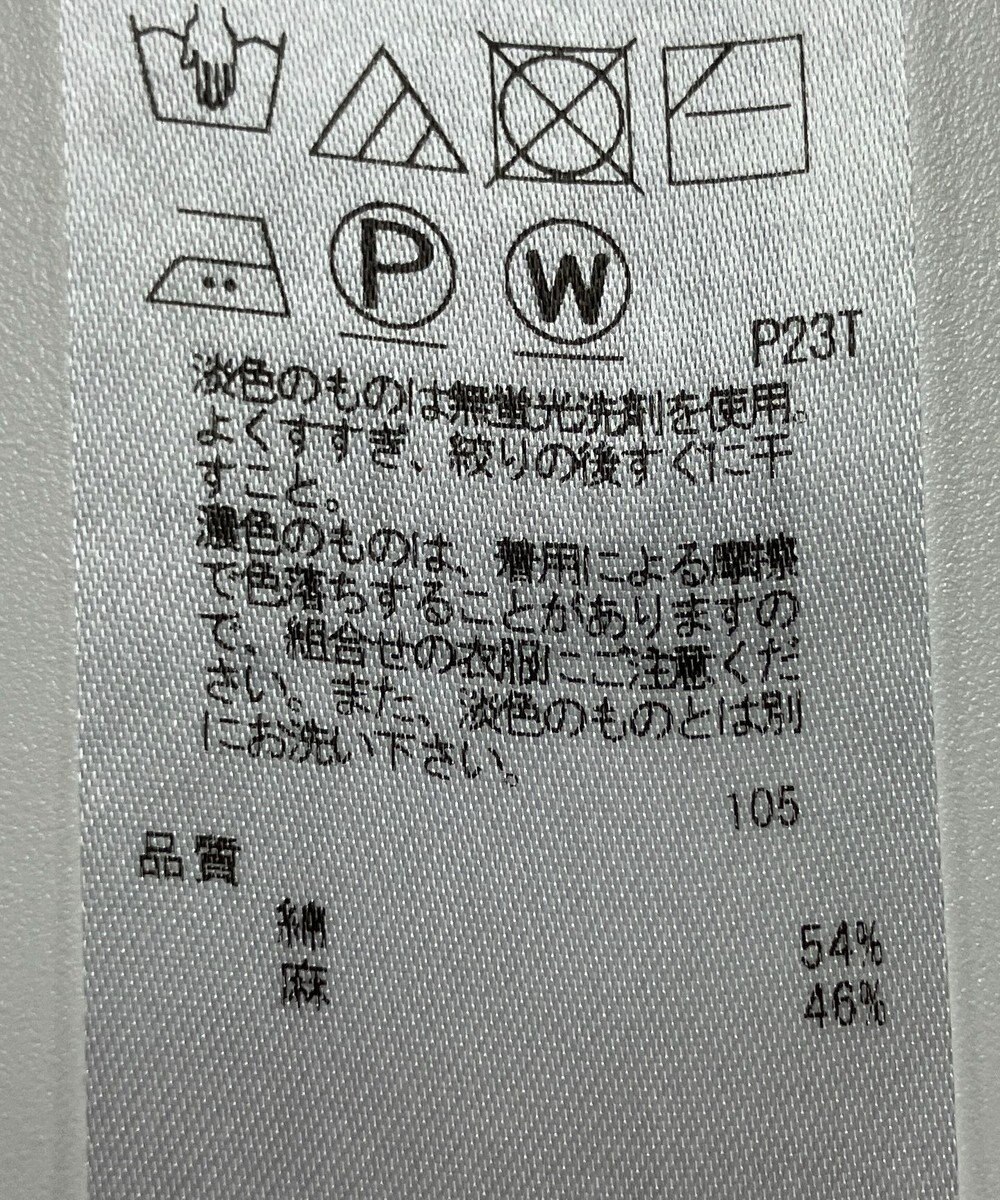 P
W
P23T
淡色のものは無蛍光洗剤を使用。
よくすすぎ、絞りの後すぐに干
すこと。
濃色のものは、着用による摩擦
で色落ちすることがありますの
で、組合せの衣服にご注意くだ
さい。また、淡色のものとは別
にお洗い下さい。
105
品質
綿 54%
麻 46%